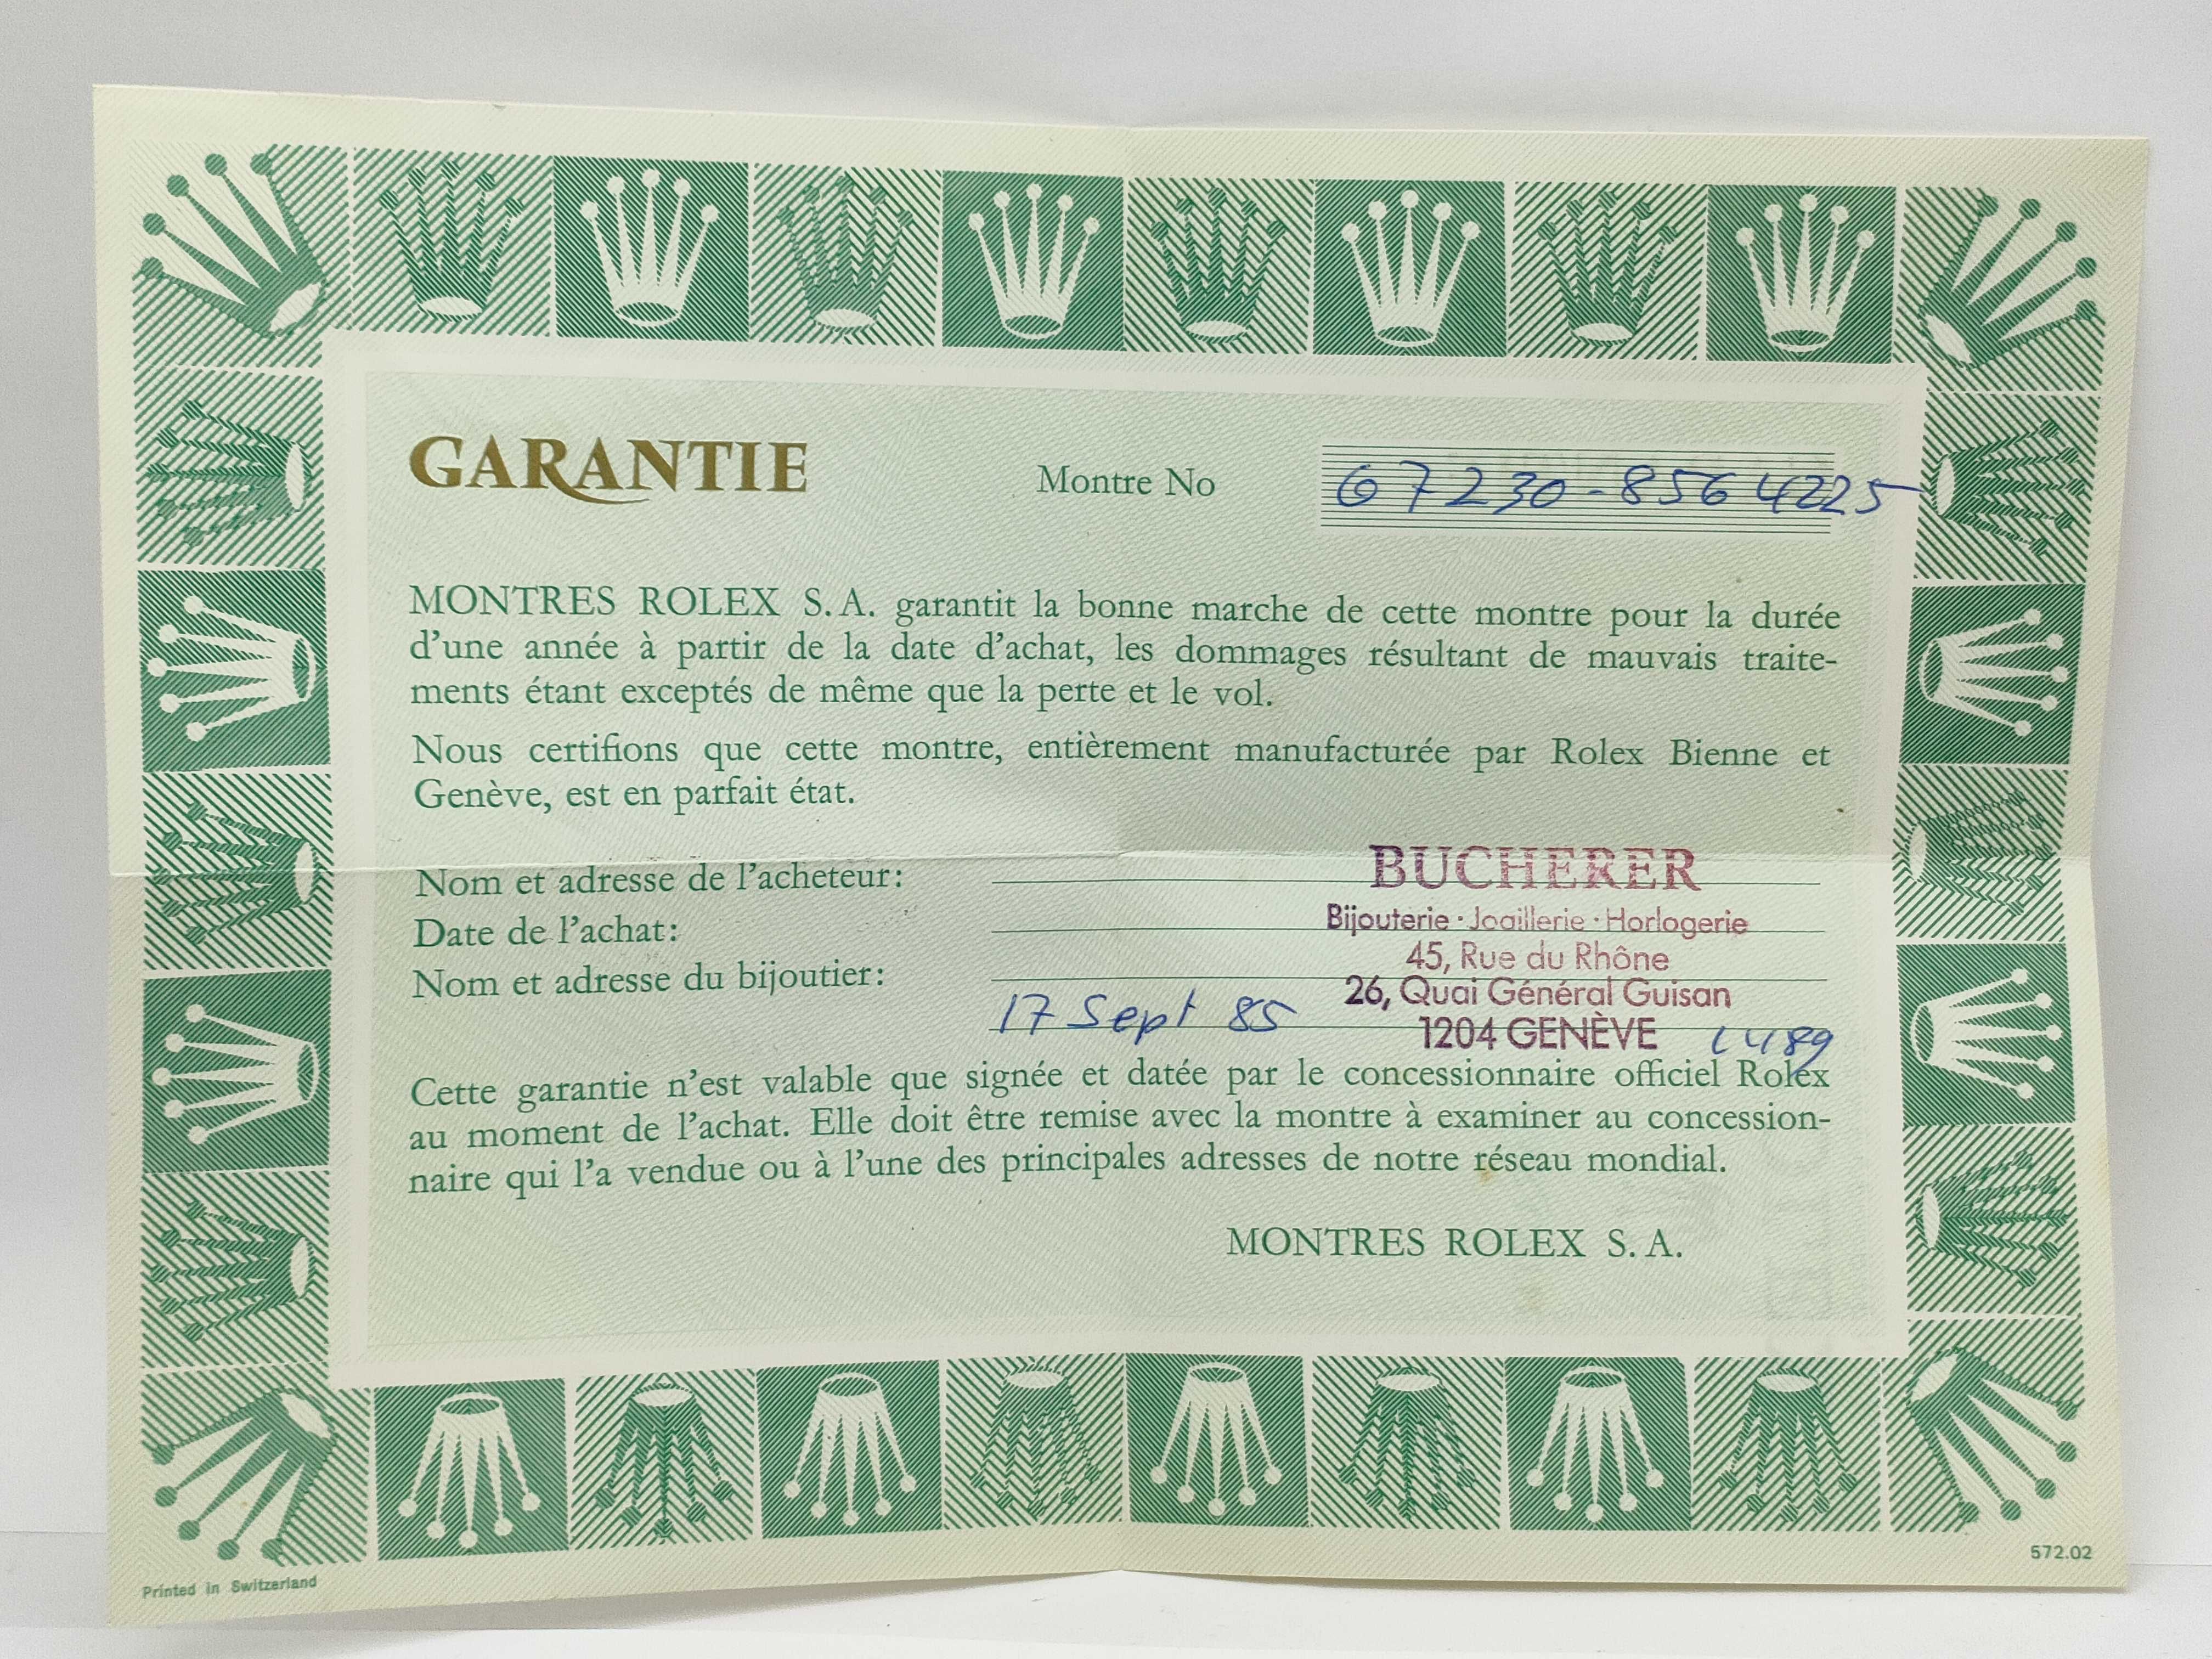 GARANTIE
Montre No 67230-8564225
MONTRES ROLEX S.A. garantit la bonne marche de cette montre pour la durée
d'une année à partir de la date d'achat, les dommages résultant de mauvais traite-
ments étant exceptés de même que la perte et le vol.
Nous certifions que cette montre, entièrement manufacturée par Rolex Bienne et
Genève, est en parfait état.
Nom et adresse de l'acheteur:
Date de l'achat:
Nom et adresse du bijoutier:
BUCHERER
Bijouterie · Joaillerie · Horlogerie
45, Rue du Rhône
26, Quai Général Guisan
1204 GENÈVE
17 Sept 85
Cette garantie n'est valable que signée et datée par le concessionnaire officiel Rolex
au moment de l'achat. Elle doit être remise avec la montre à examiner au concession-
naire qui l'a vendue ou à l'une des principales adresses de notre réseau mondial.
MONTRES ROLEX S.A.
Printed in Switzerland
572.02